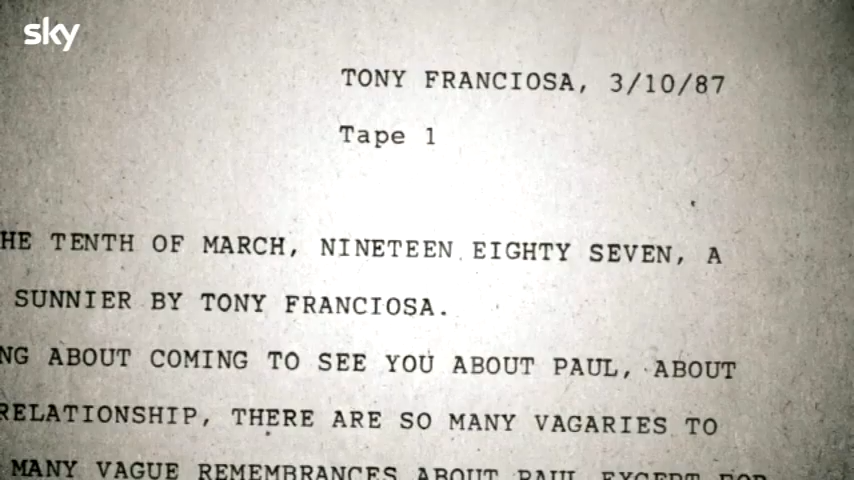 sky
TONY FRANCIOSA, 3/10/87
Tape 1
HE TENTH OF MARCH, NINETEEN EIGHTY SEVEN, A
SUNNIER BY TONY FRANCIOSA.
NG ABOUT COMING TO SEE YOU ABOUT PAUL, ABOUT
RELATIONSHIP, THERE ARE SO MANY VAGARIES TO
MANY VAGUE REMEMBRANCES ABOUT PAUL EXCEPT FOR